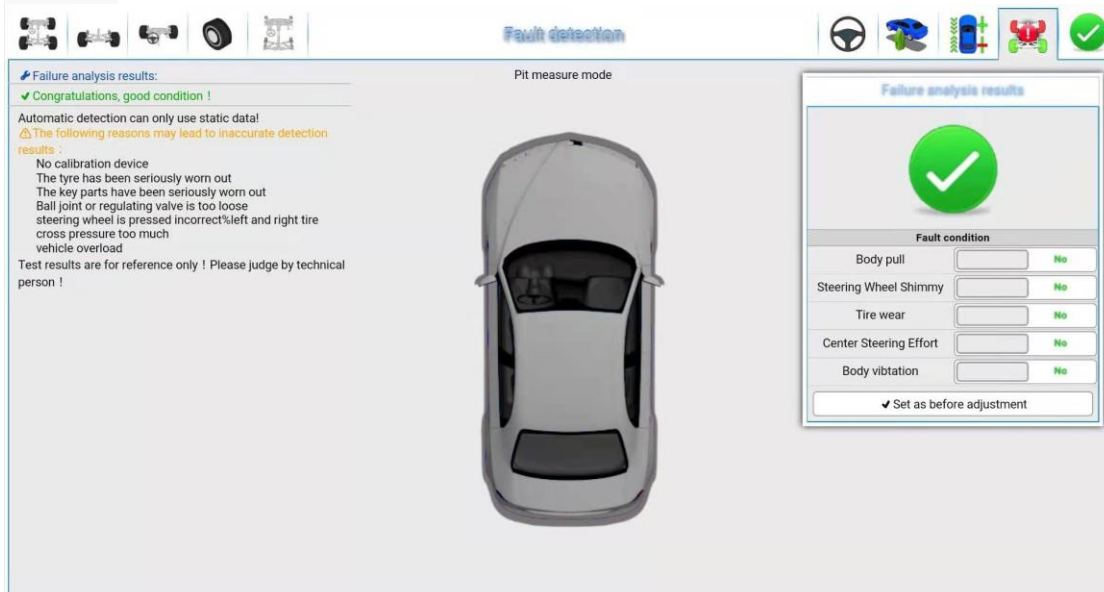 Fault detection
Failure analysis results:
Congratulations, good condition !
Automatic detection can only use static data!
The following reasons may lead to inaccurate detection
results :
No calibration device
The tyre has been seriously worn out
The key parts have been seriously worn out
Ball joint or regulating valve is too loose
steering wheel is pressed incorrect%left and right tire
cross pressure too much
vehicle overload
Test results are for reference only ! Please judge by technical
person !
Pit measure mode
Failure analysis results
Fault condition
Body pull No
Steering Wheel Shimmy No
Tire wear No
Center Steering Effort No
Body vibtation No
Set as before adjustment